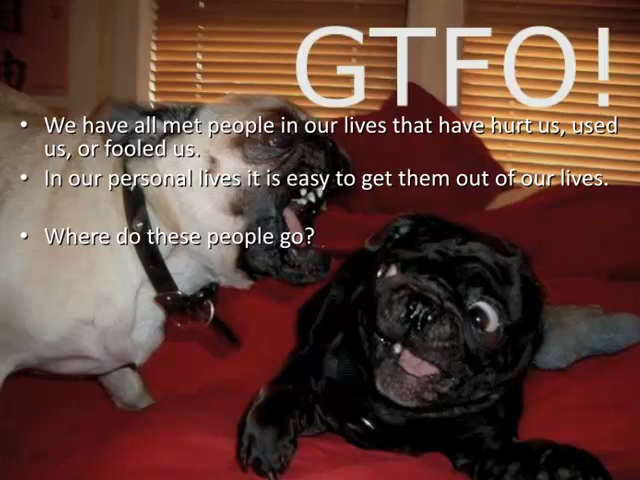 GTFO!
• We have all met people in our lives that have hurt us, used
us, or fooled us.
• In our personal lives it is easy to get them out of our lives.
• Where do these people go?